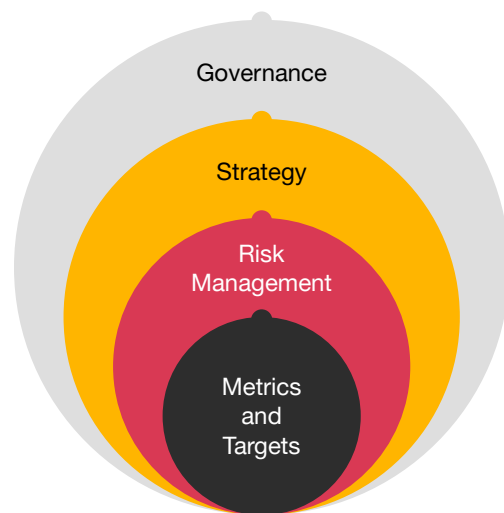 Governance
Strategy
Risk
Management
Metrics
and
Targets